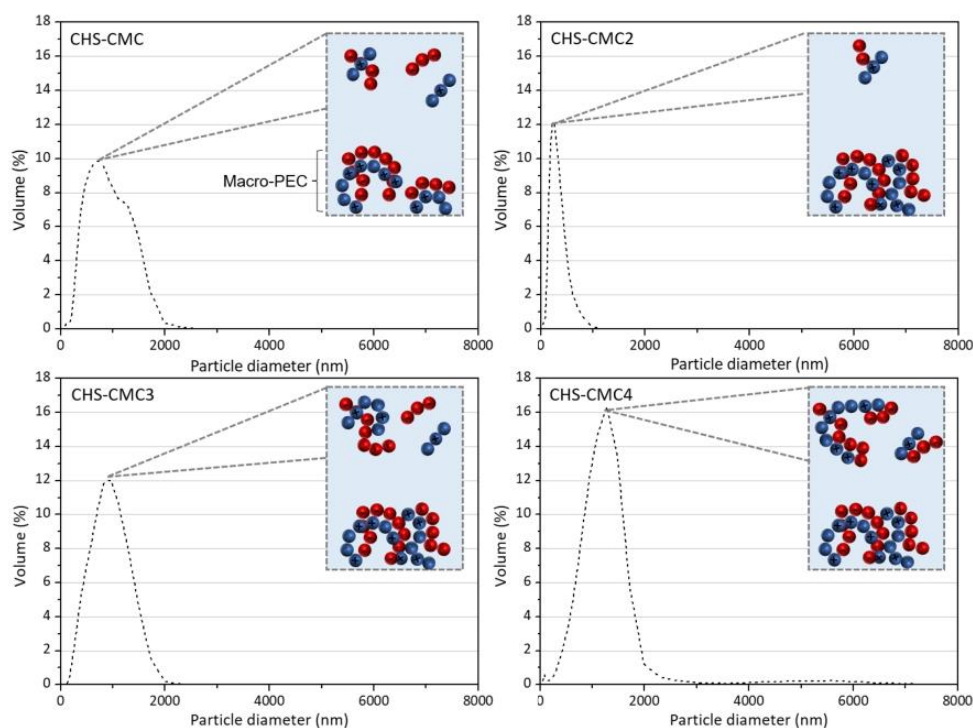 CHS-CMC
Volume (%)
18
16
14
12
10
8
6
4
2
0
Macro-PEC
0 2000 4000 6000 8000
Particle diameter (nm)
CHS-CMC2
Volume (%)
18
16
14
12
10
8
6
4
2
0
0 2000 4000 6000 8000
Particle diameter (nm)
CHS-CMC3
Volume (%)
18
16
14
12
10
8
6
4
2
0
0 2000 4000 6000 8000
Particle diameter (nm)
CHS-CMC4
Volume (%)
18
16
14
12
10
8
6
4
2
0
0 2000 4000 6000 8000
Particle diameter (nm)